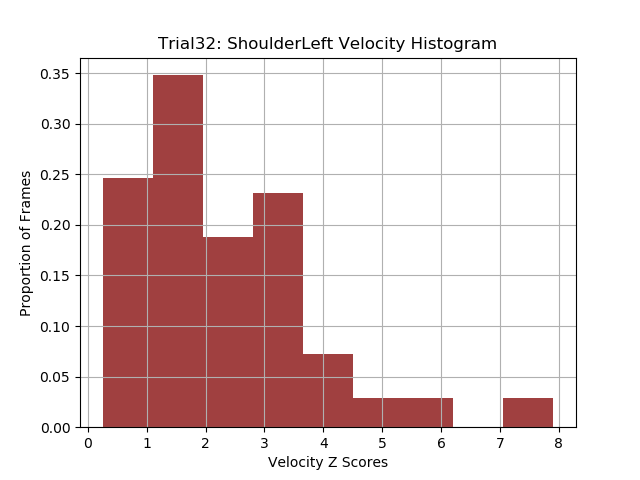 Trial32: ShoulderLeft Velocity Histogram
0.35
0.30
0.25
0.20
0.15
0.10
0.05
0.00
Proportion of Frames
0 1 2 3 4 5 6 7 8
Velocity Z Scores